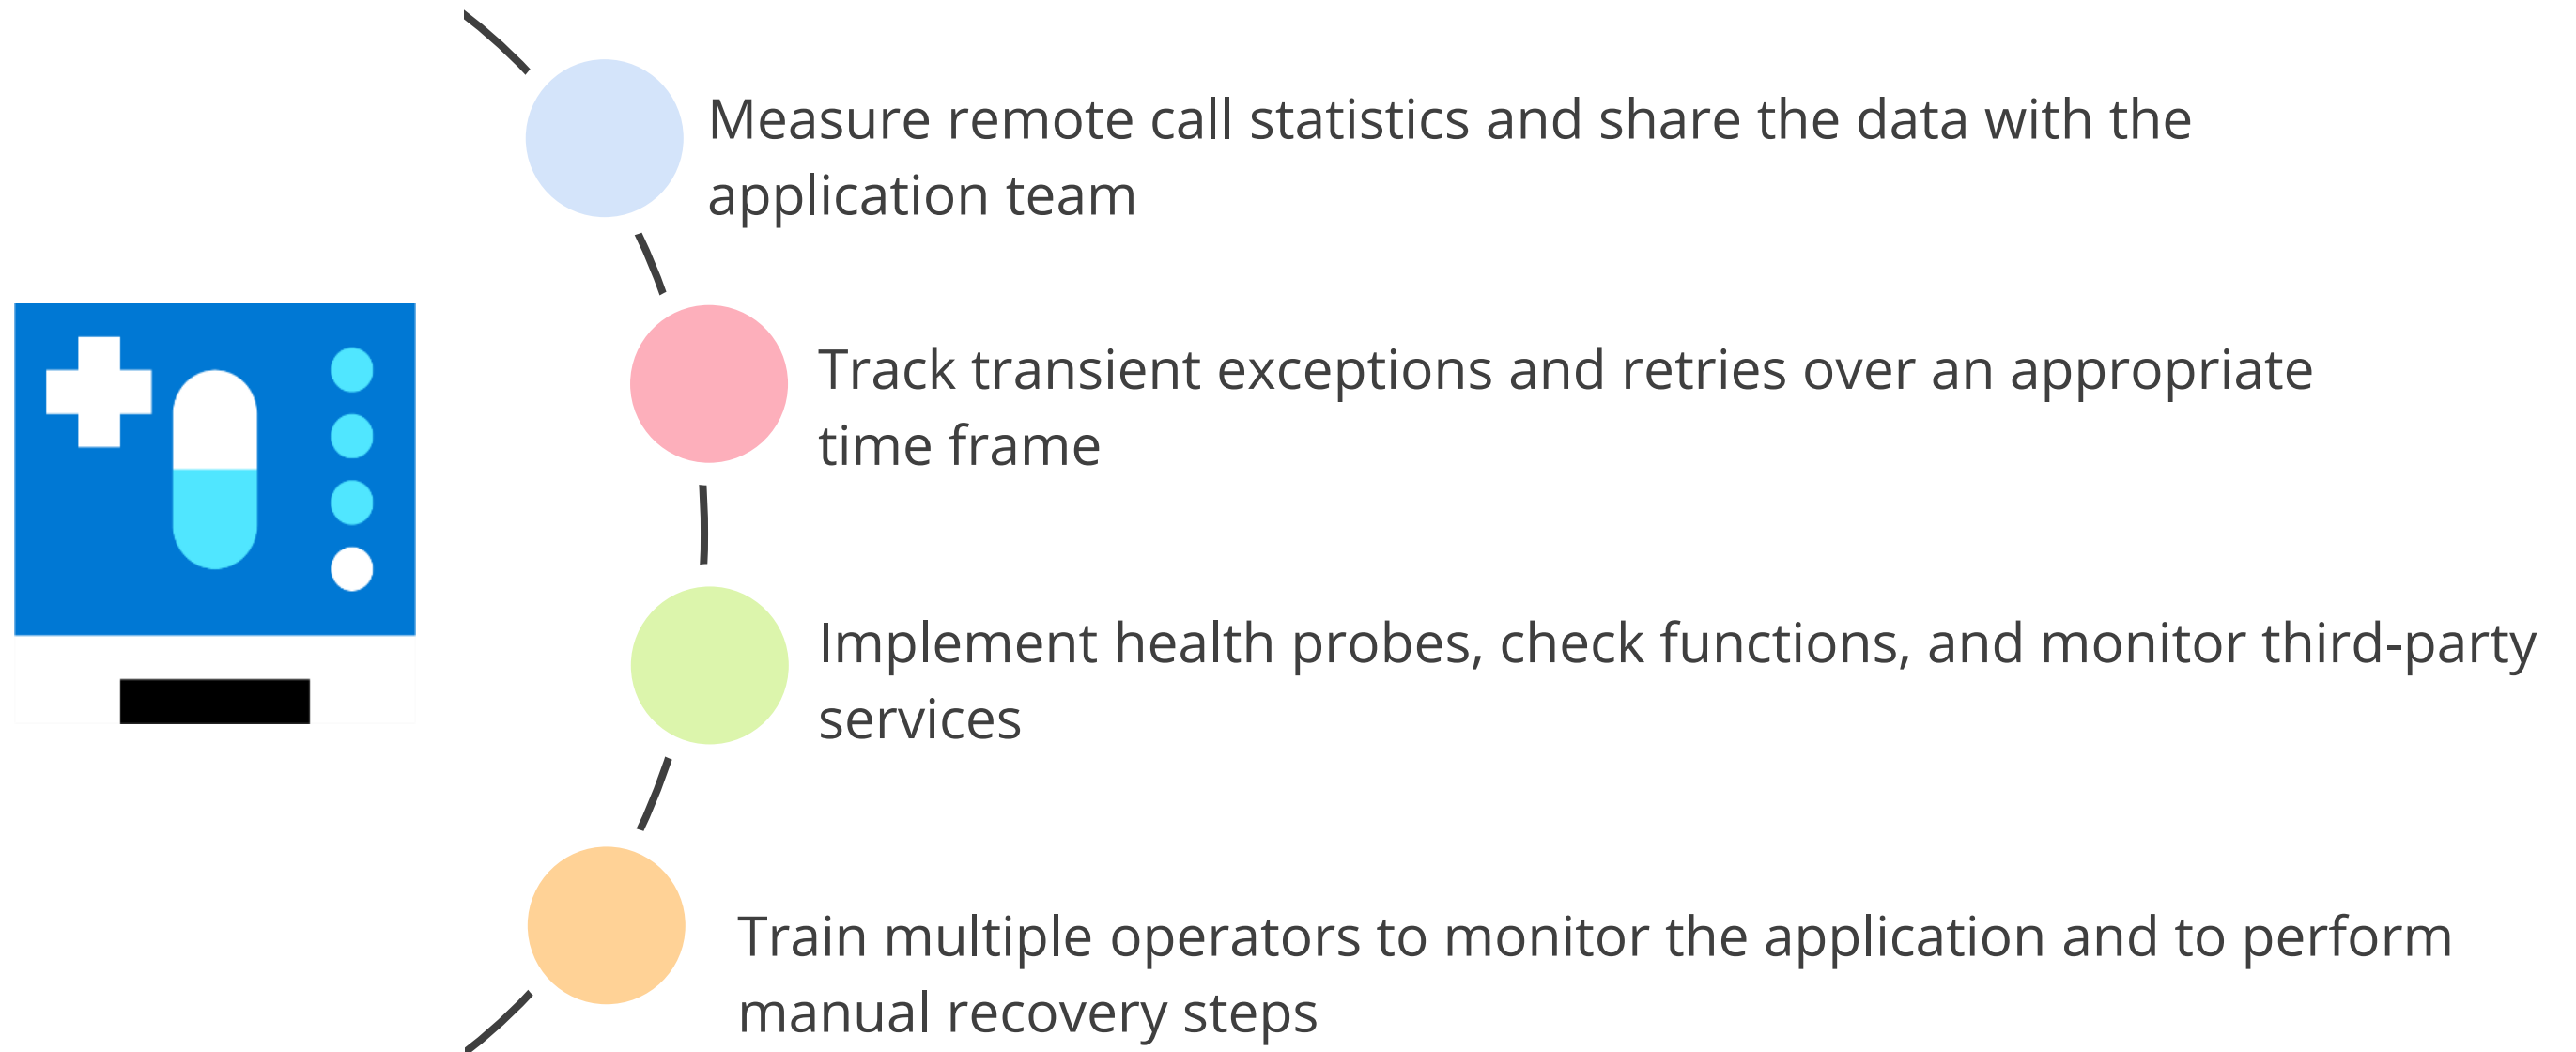 Measure remote call statistics and share the data with the
application team
Track transient exceptions and retries over an appropriate
time frame
Implement health probes, check functions, and monitor third-party
services
Train multiple operators to monitor the application and to perform
manual recovery steps